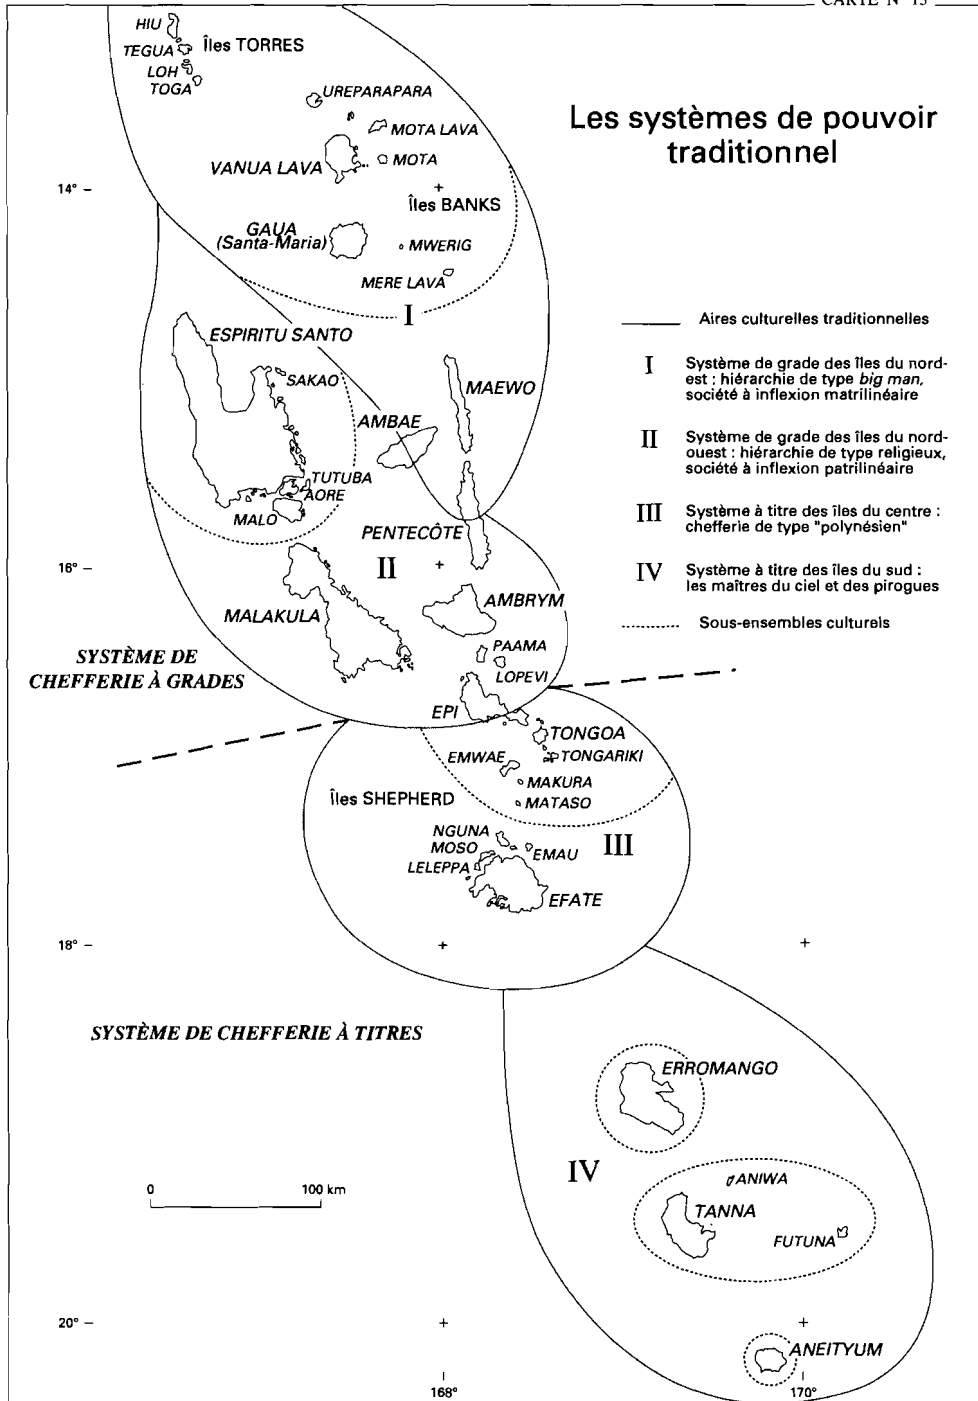 CARTE N° 13
HIU
TEGUA
Îles TORRES
LOH
TOGA
UREPARAPARA
MOTA LAVA
VANUA LAVA
MOTA
Les systèmes de pouvoir
traditionnel
14°
Îles BANKS
GAUA
(Santa-Maria)
MWERIG
MERE LAVA
I
ESPIRITU SANTO
SAKAO
MAEWO
AMBAE
TUTUBA
AORE
MALO
PENTECÔTE
16°
II
MALAKULA
AMBRYM
PAAMA
LOPEVI
SYSTÈME DE
CHEFFERIE À GRADES
EPI
TONGOA
EMWAE
TONGARIKI
MAKURA
Îles SHEPHERD
MATASO
NGUNA
MOSO
III
EMAU
LELEPPA
EFATE
18°
SYSTÈME DE CHEFFERIE À TITRES
ERROMANGO
IV
ANIWA
TANNA
FUTUNA
0 100 km
20°
ANEITYUM
168°
170°
Aires culturelles traditionnelles
I Système de grade des îles du nord-
est : hiérarchie de type big man,
société à inflexion matrilinéaire
II Système de grade des îles du nord-
ouest : hiérarchie de type religieux,
société à inflexion patrilinéaire
III Système à titre des îles du centre :
chefferie de type "polynésien"
IV Système à titre des îles du sud :
les maîtres du ciel et des pirogues
Sous-ensembles culturels